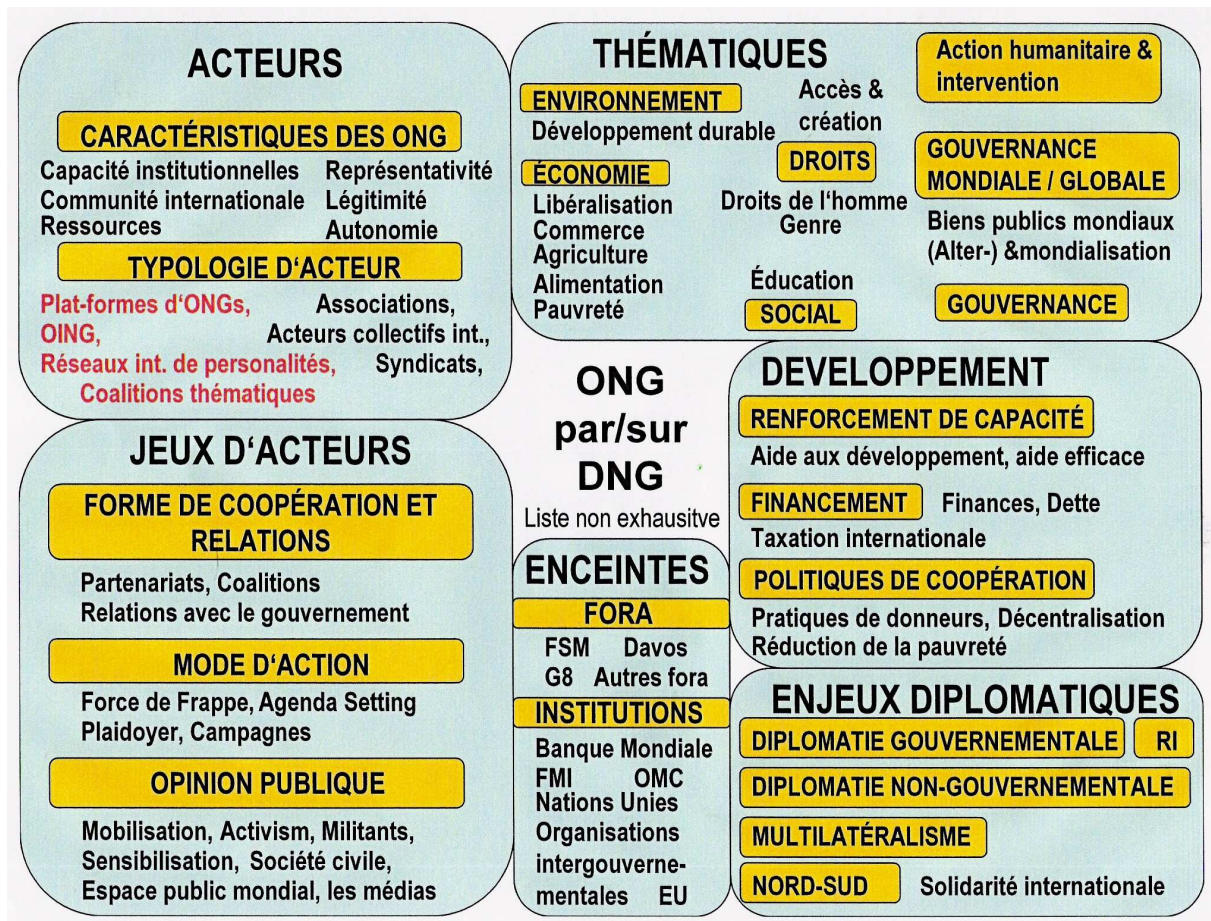 ACTEURS
CARACTÉRISTIQUES DES ONG
Capacité institutionnelles Représentativité
Communité internationale Légitimité
Ressources Autonomie
TYPOLOGIE D‘ACTEUR
Plat-formes d‘ONGs, Associations,
OING, Acteurs collectifs int.,
Réseaux int. de personalités, Syndicats,
Coalitions thématiques
THÉMATIQUES
ENVIRONNEMENT
Développement durable
ÉCONOMIE
Libéralisation
Commerce
Agriculture
Alimentation
Pauvreté
Accès &
création
DROITS
Droits de l'homme
Genre
Éducation
SOCIAL
Action humanitaire &
intervention
GOUVERNANCE
MONDIALE / GLOBALE
Biens publics mondiaux
(Alter-) &mondialisation
GOUVERNANCE
ONG
par/sur
DNG
Liste non exhausitve
JEUX D‘ACTEURS
FORME DE COOPÉRATION ET
RELATIONS
Partenariats, Coalitions
Relations avec le gouvernement
MODE D‘ACTION
Force de Frappe, Agenda Setting
Plaidoyer, Campagnes
OPINION PUBLIQUE
Mobilisation, Activism, Militants,
Sensibilisation, Société civile,
Espace public mondial, les médias
ENCEINTES
FORA
FSM Davos
G8 Autres fora
INSTITUTIONS
Banque Mondiale
FMI OMC
Nations Unies
Organisations
intergouverne-
mentales EU
DEVELOPPEMENT
RENFORCEMENT DE CAPACITÉ
Aide aux développement, aide efficace
FINANCEMENT Finances, Dette
Taxation internationale
POLITIQUES DE COOPÉRATION
Pratiques de donneurs, Décentralisation
Réduction de la pauvreté
ENJEUX DIPLOMATIQUES
DIPLOMATIE GOUVERNEMENTALE RI
DIPLOMATIE NON-GOUVERNEMENTALE
MULTILATÉRALISME
NORD-SUD Solidarité internationale